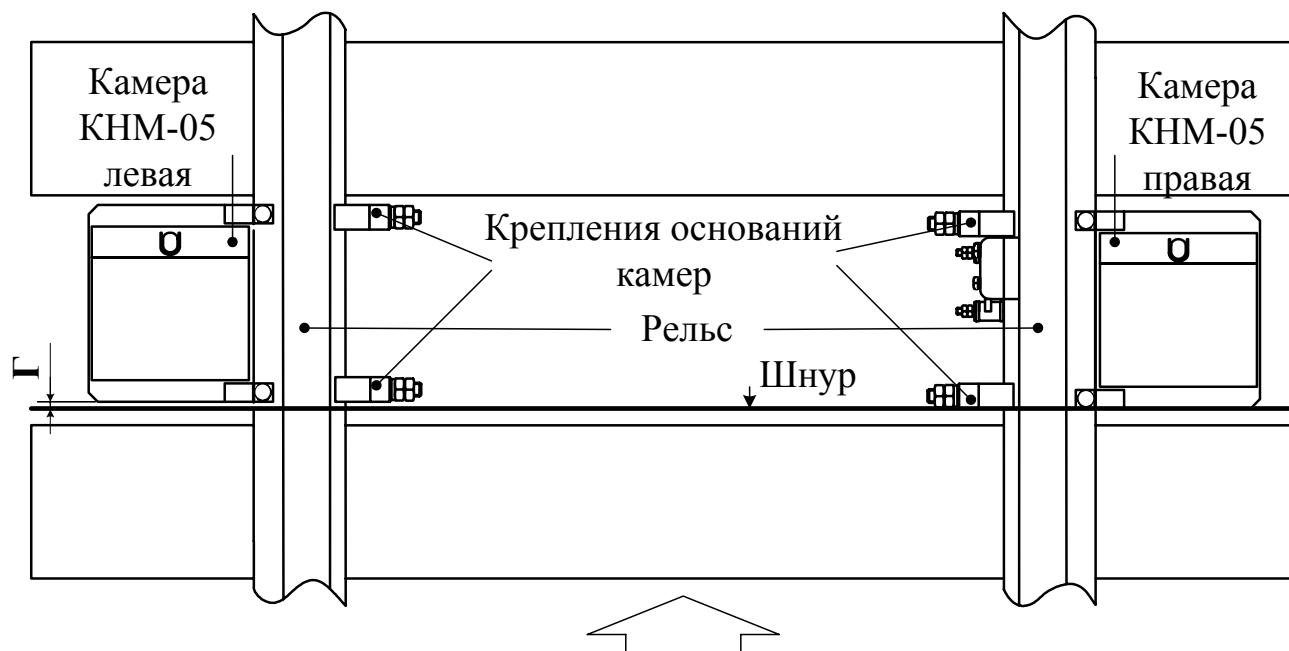 Камера
КНМ-05
левая
Камера
КНМ-05
правая
Крепления оснований
камер
Рельс
Шнур
Г